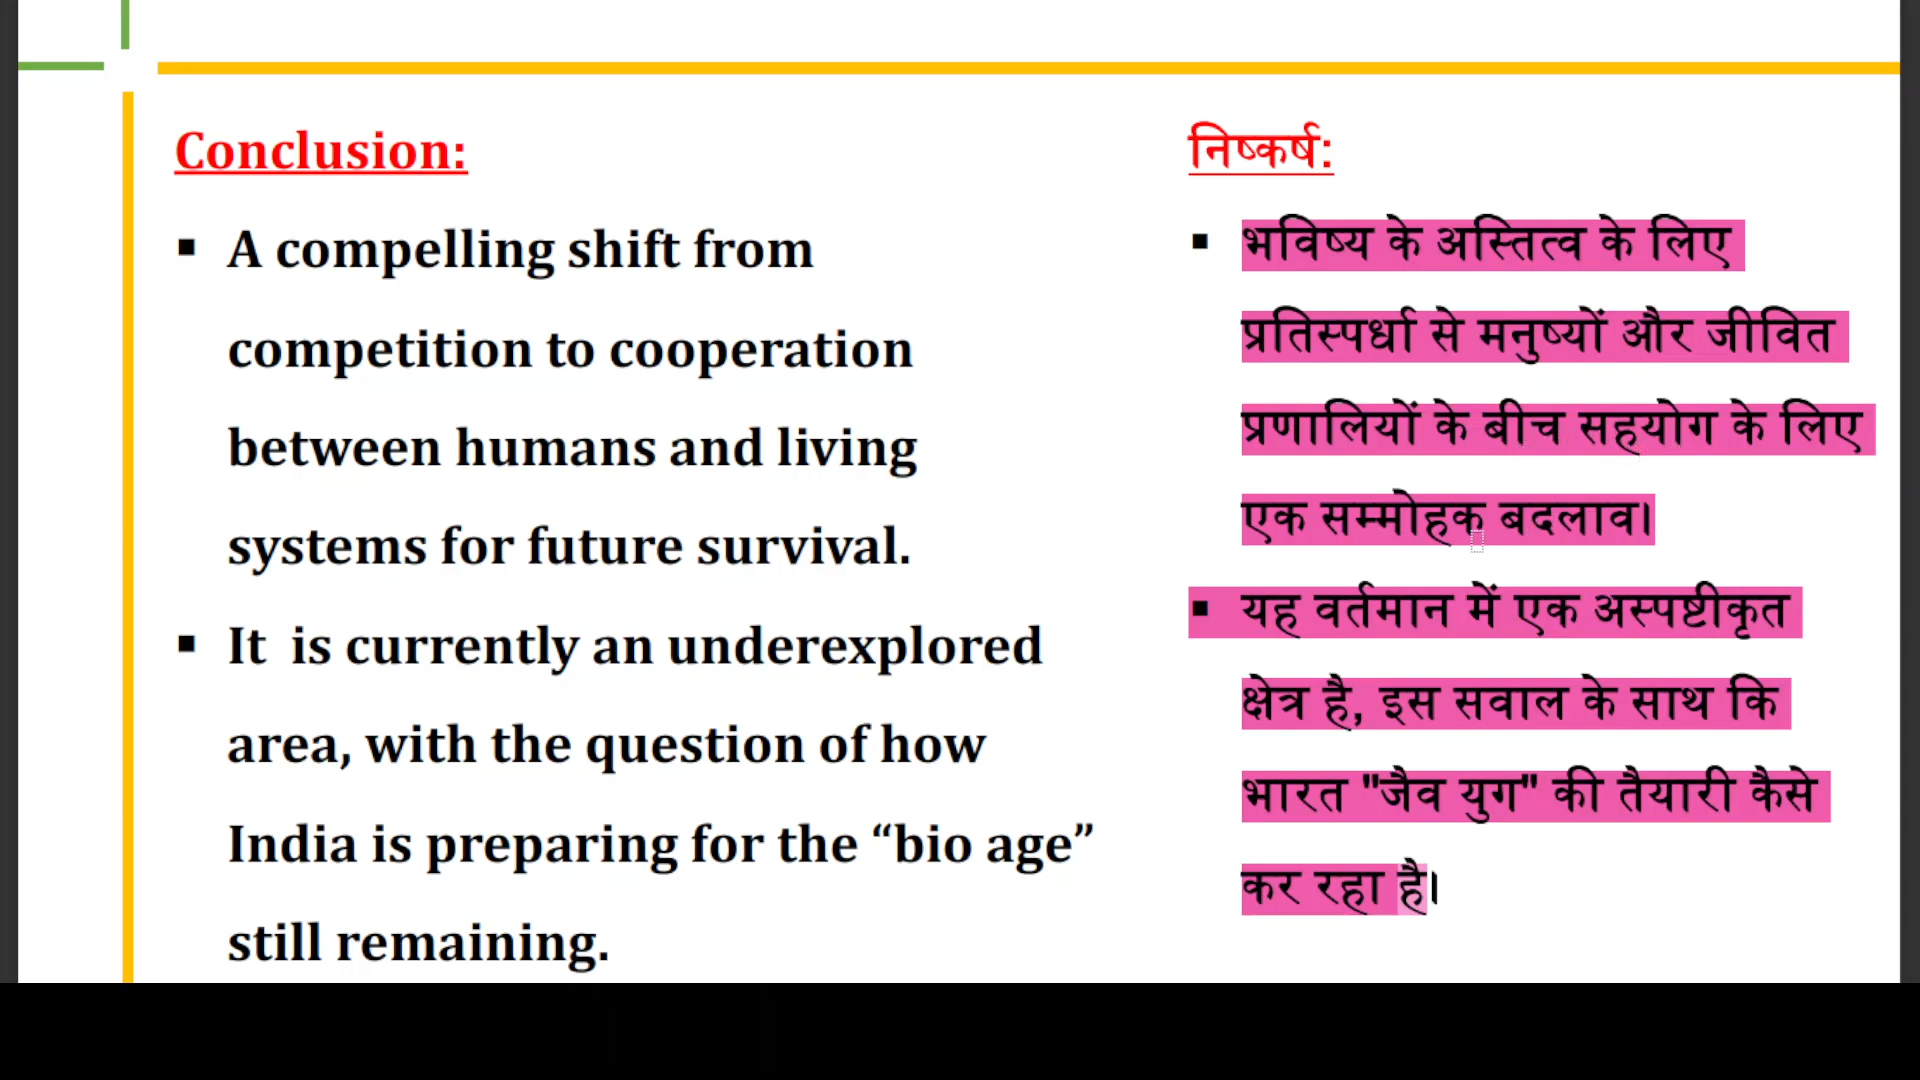 Conclusion:
▪ A compelling shift from
competition to cooperation
between humans and living
systems for future survival.
▪ It  is currently an underexplored
area, with the question of how
India is preparing for the “bio age”
still remaining.
निष्कर्ष:
▪ भविष्य के अस्तित्व के लिए
प्रतिस्पर्धा से मनुष्यों और जीवित
प्रणालियों के बीच सहयोग के लिए
एक सम्मोहक बदलाव।
▪ यह वर्तमान में एक अस्पष्टीकृत
क्षेत्र है, इस सवाल के साथ कि
भारत "जैव युग" की तैयारी कैसे
कर रहा है।